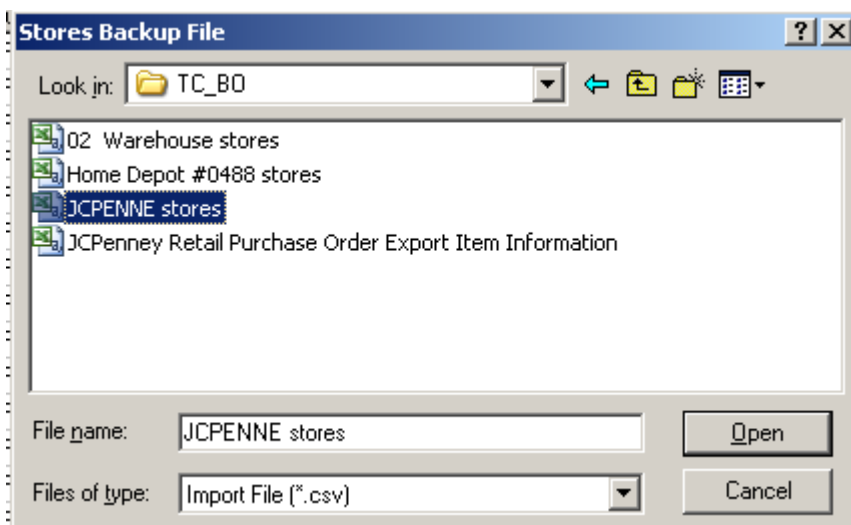 Stores Backup File
Look in: TC_BO
02  Warehouse stores
Home Depot #0488 stores
JCPENNE stores
JCPenney Retail Purchase Order Export Item Information
File name: JCPENNE stores Open
Files of type: Import File (*.csv) Cancel